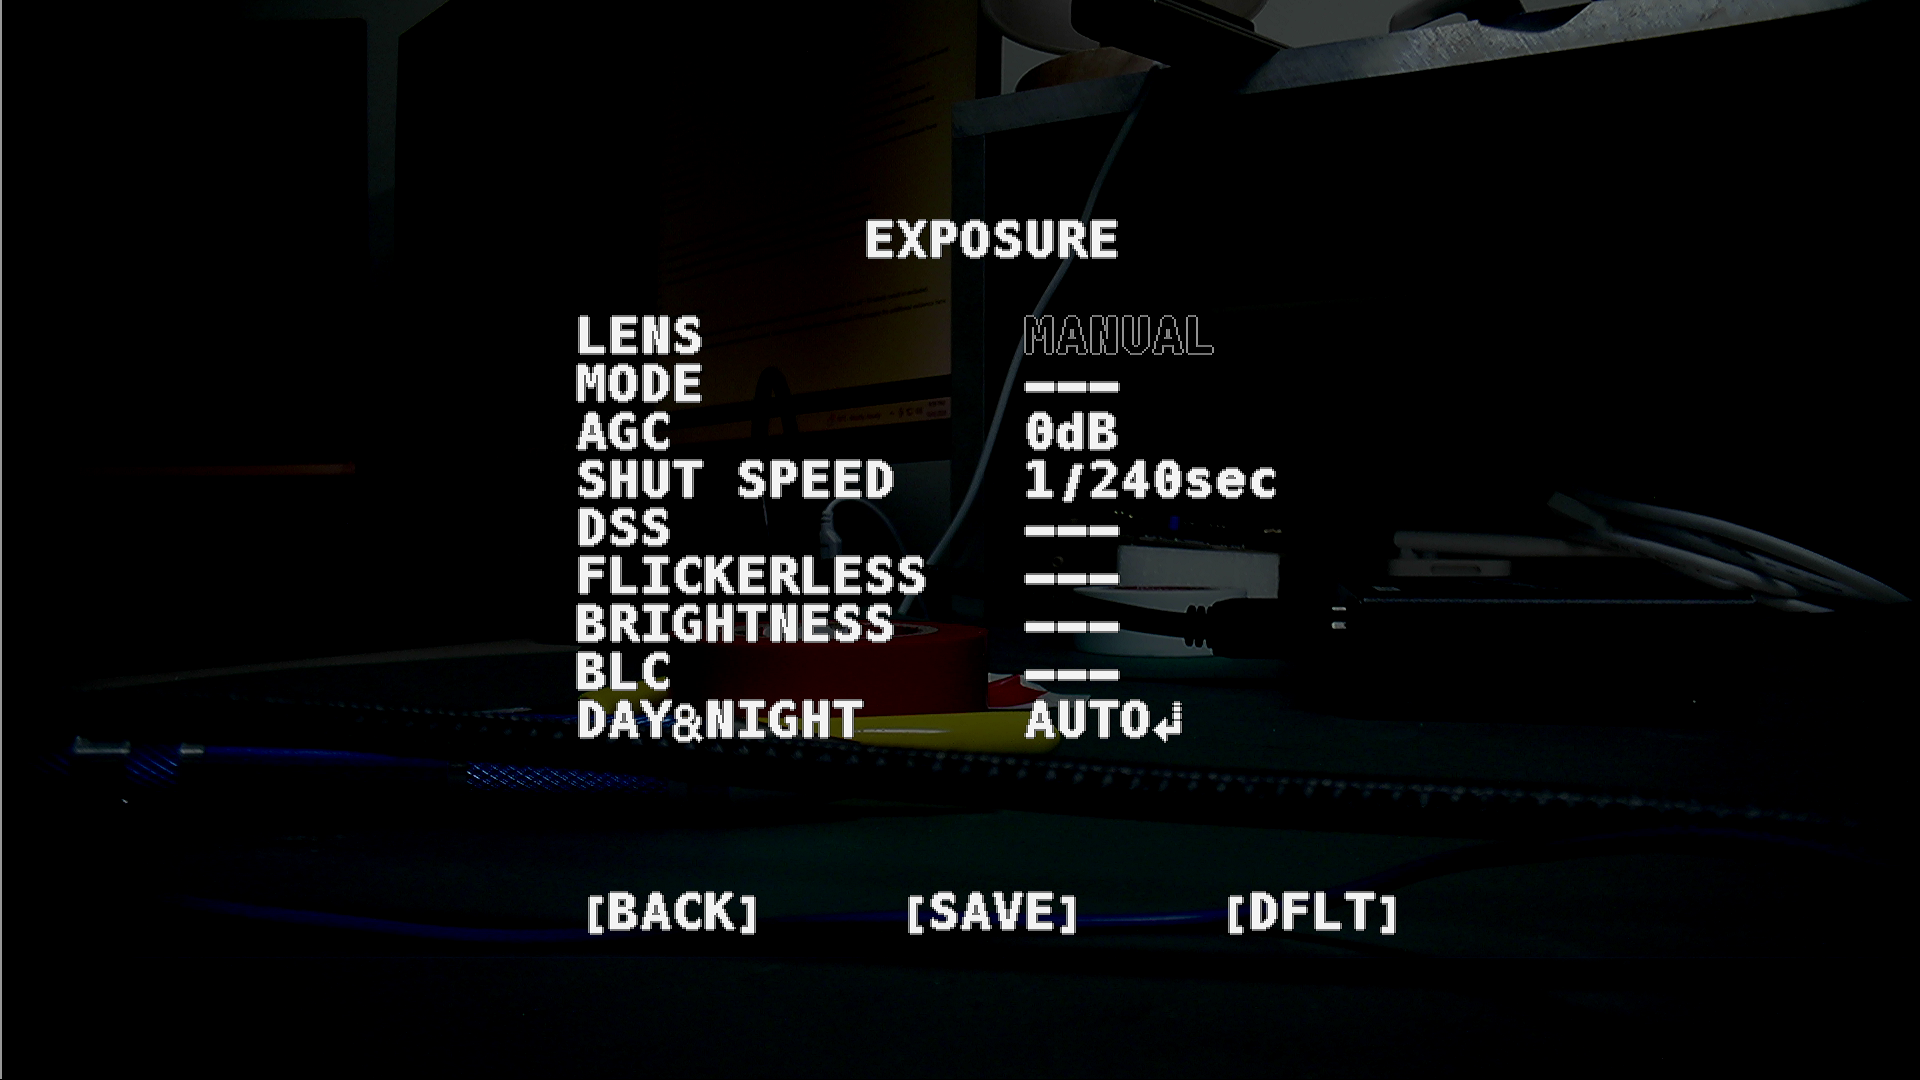 EXPOSURE
LENS MANUAL
MODE ---
AGC 0dB
SHUT SPEED 1/240sec
DSS ---
FLICKERLESS ---
BRIGHTNESS ---
BLC ---
DAY&NIGHT AUTO↲
[BACK] [SAVE] [DFLT]